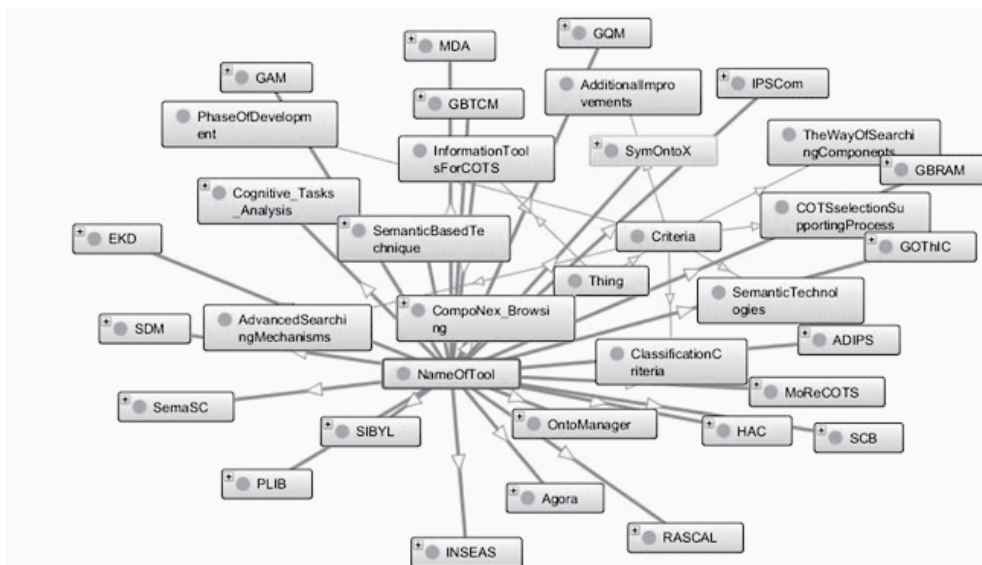 GQM
MDA
GAM
AdditionalImpro
vements
IPSCom
GBTCM
PhaseOfDevelopm
ent
TheWayOfSearchi
ngComponents
InformationTool
sForCOTS
SymOntoX
GBRAM
Cognitive_Tasks
_Analysis
COTSselectionSu
pportingProcess
SemanticBasedTe
chnique
EKD
Criteria
GOThIC
Thing
SemanticTechnol
ogies
CompoNex_Browsi
ng
AdvancedSearchi
ngMechanisms
SDM
ADIPS
ClassificationC
riteria
NameOfTool
MoReCOTS
SemaSC
OntoManager
SIBYL
HAC
SCB
PLIB
Agora
RASCAL
INSEAS